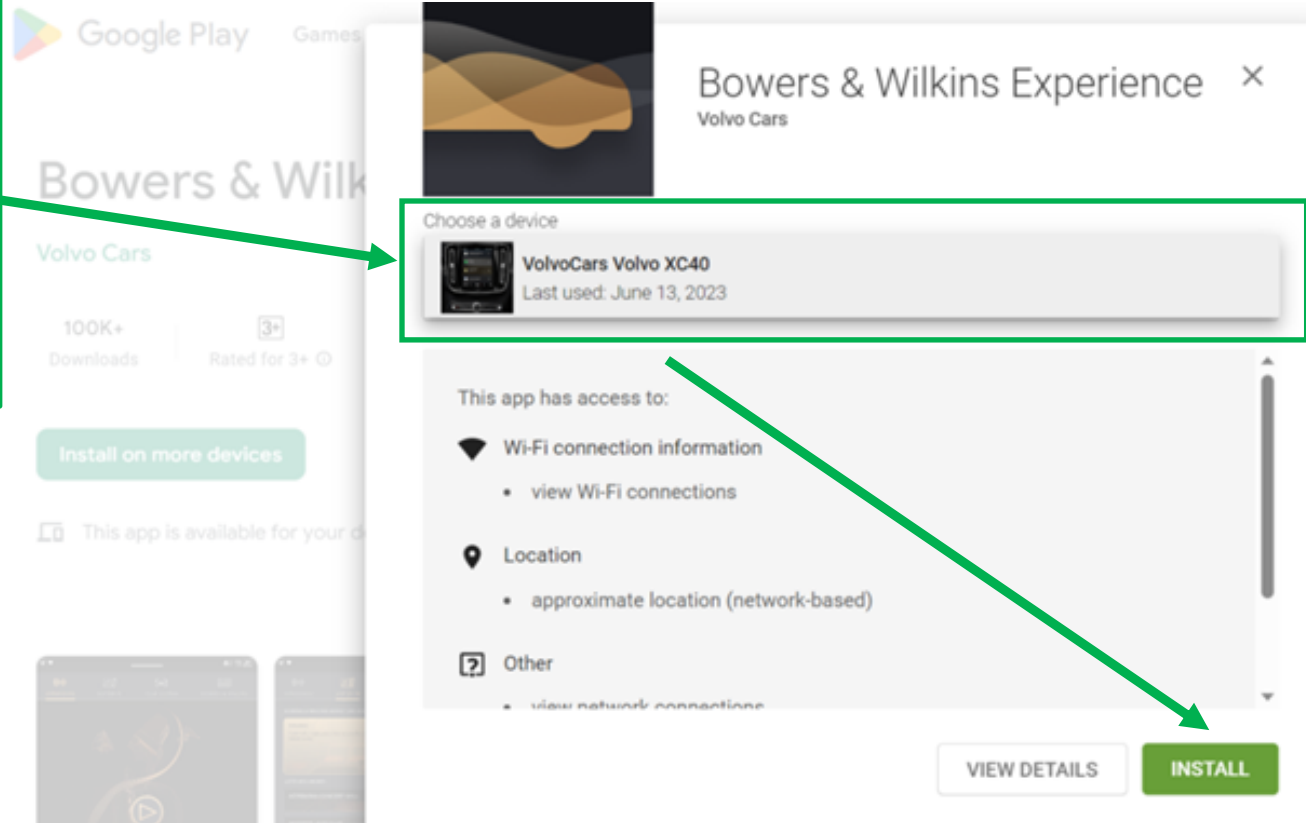 Google Play
Games
Bowers & Wilkins Experience
Volvo Cars
Bowers & Wilk
Volvo Cars
100K+
Downloads
3+
Rated for 3+
Install on more devices
This app is available for your d
Choose a device
VolvoCars Volvo XC40
Last used: June 13, 2023
This app has access to:
Wi-Fi connection information
• view Wi-Fi connections
Location
• approximate location (network-based)
Other
• view network connections
VIEW DETAILS
INSTALL